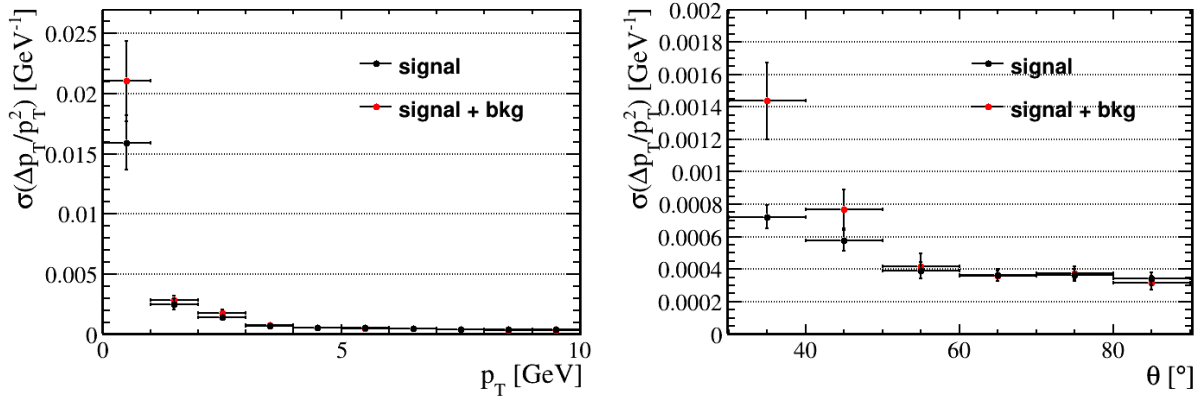 σ(Δp_T/p_T^2) [GeV^-1]
0.025
0.02
0.015
0.01
0.005
0
signal
signal + bkg
0
5
10
p_T [GeV]
σ(Δp_T/p_T^2) [GeV^-1]
0.002
0.0018
0.0016
0.0014
0.0012
0.001
0.0008
0.0006
0.0004
0.0002
0
signal
signal + bkg
40
60
80
θ [°]